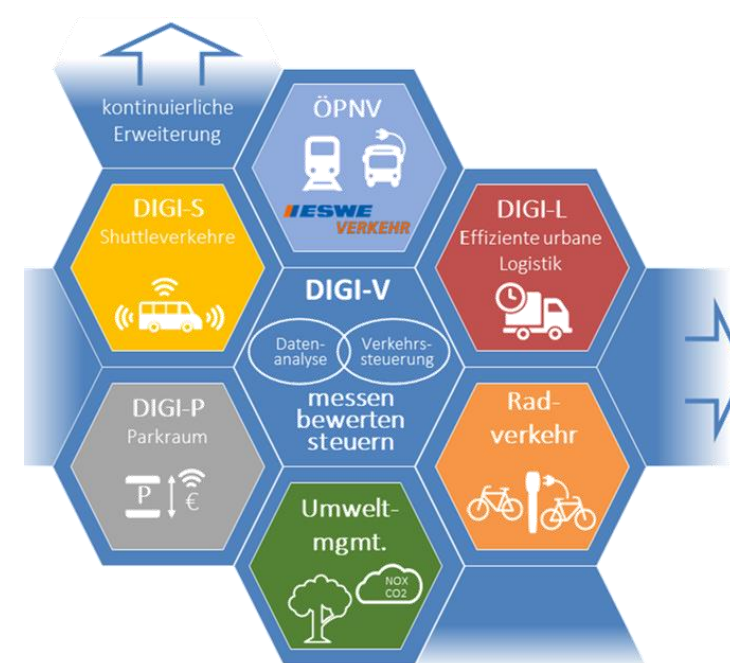 kontinuierliche
Erweiterung
ÖPNV
ESWE
VERKEHR
DIGI-S
Shuttleverkehre
DIGI-L
Effiziente urbane
Logistik
DIGI-V
Daten-
analyse
Verkehrs-
steuerung
messen
bewerten
steuern
DIGI-P
Parkraum
P
€
Rad-
verkehr
Umwelt-
mgmt.
NOX
CO2